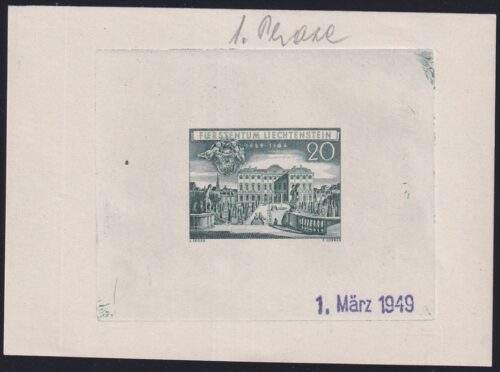 1. Phase
FÜRSTENTUM LIECHTENSTEIN
20
1. März 1949